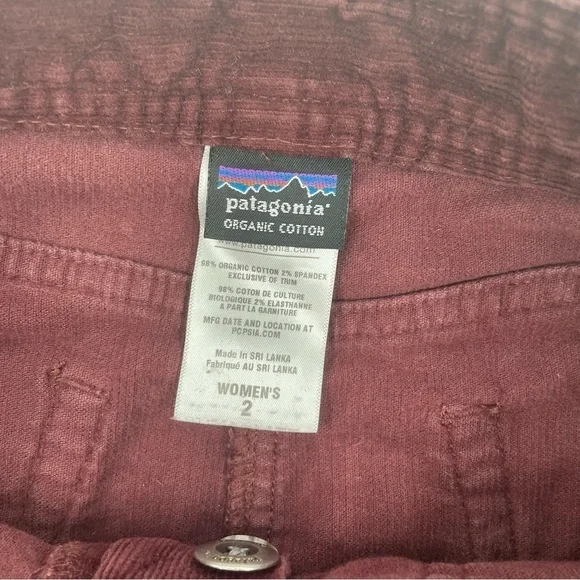 patagonia®
ORGANIC COTTON
www.patagonia.com
98% ORGANIC COTTON 2% SPANDEX
EXCLUSIVE OF TRIM
98% COTON DE CULTURE
BIOLOGIQUE 2% ELASTHANNE
A PART LA GARNITURE
MFG DATE AND LOCATION AT
PCPSIA.COM
Made in SRI LANKA
Fabriqué AU SRI LANKA
WOMEN'S
2